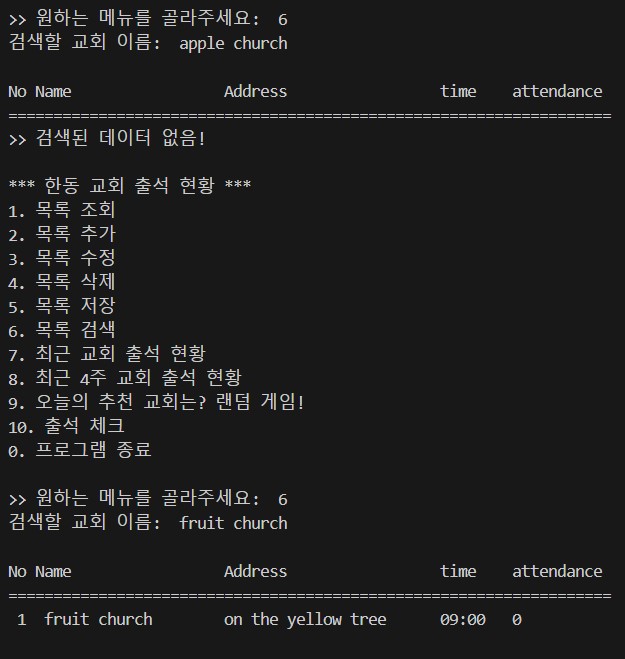 >> 원하는 메뉴를 골라주세요:  6
검색할 교회 이름:  apple church
No Name                 Address                 time    attendance
===================================================================
>> 검색된 데이터 없음!
*** 한동 교회 출석 현황 ***
1. 목록 조회
2. 목록 추가
3. 목록 수정
4. 목록 삭제
5. 목록 저장
6. 목록 검색
7. 최근 교회 출석 현황
8. 최근 4주 교회 출석 현황
9. 오늘의 추천 교회는? 랜덤 게임!
10. 출석 체크
0. 프로그램 종료
>> 원하는 메뉴를 골라주세요:  6
검색할 교회 이름:  fruit church
No Name                 Address                 time    attendance
===================================================================
 1  fruit church        on the yellow tree      09:00   0